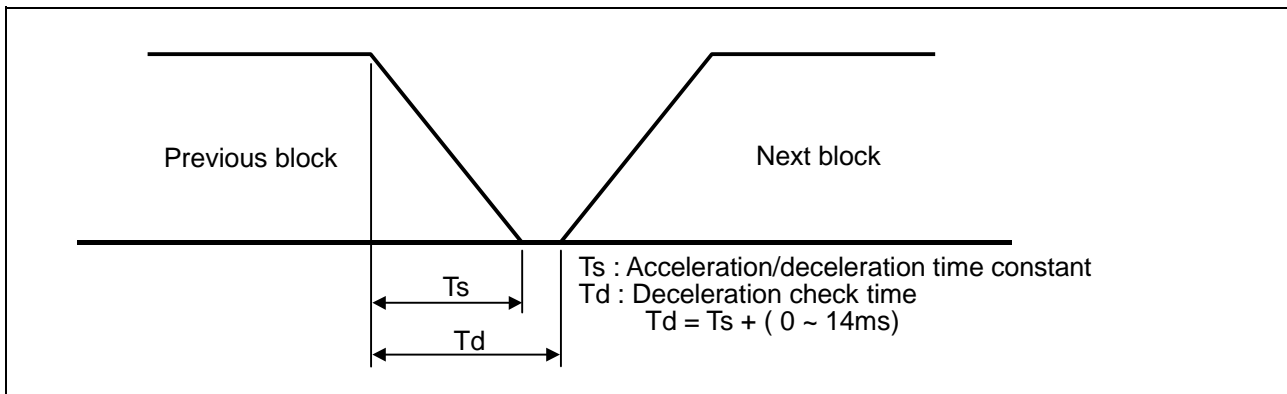 Previous block
Next block
Ts
Td
Ts : Acceleration/deceleration time constant
Td : Deceleration check time
Td = Ts + ( 0 ~ 14ms)